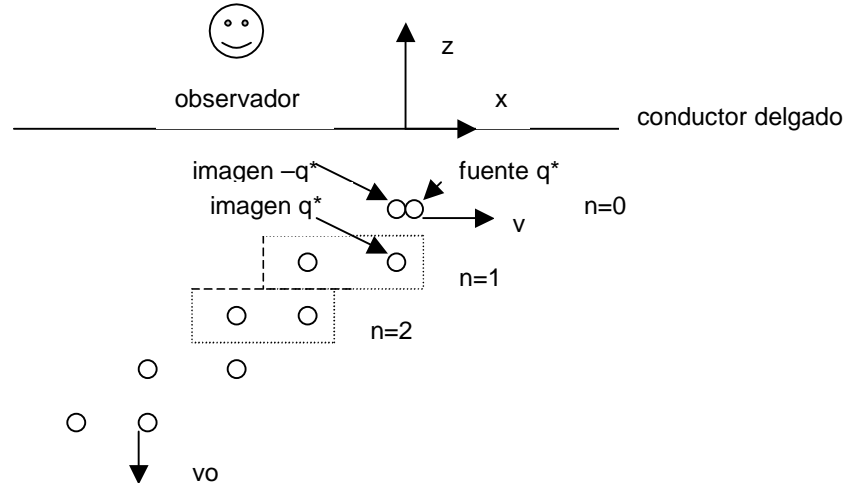 z
observador
x
conductor delgado
imagen –q*
fuente q*
imagen q*
n=0
v
n=1
n=2
vo